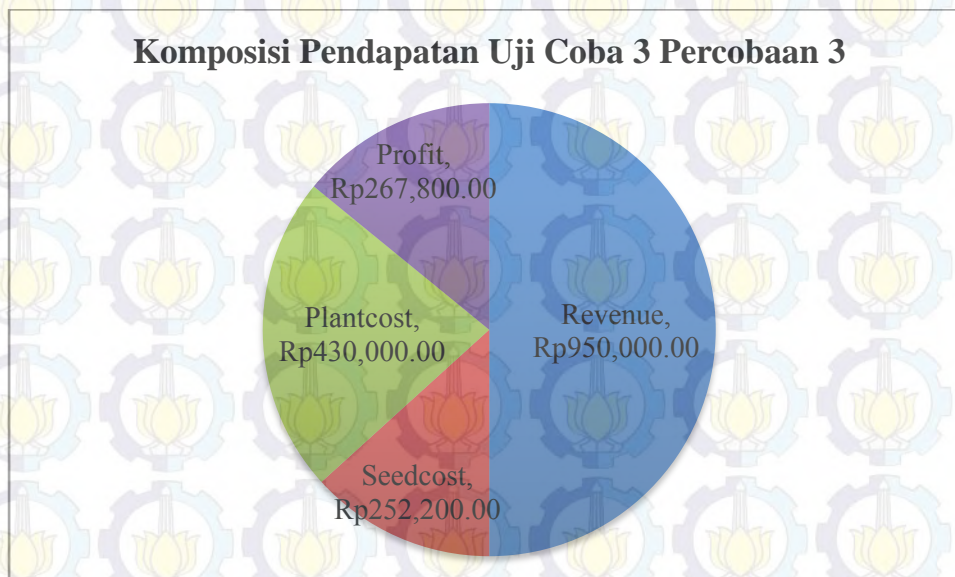 Komposisi Pendapatan Uji Coba 3 Percobaan 3
Profit,
Rp267,800.00
Revenue,
Rp950,000.00
Plantcost,
Rp430,000.00
Seedcost,
Rp252,200.00